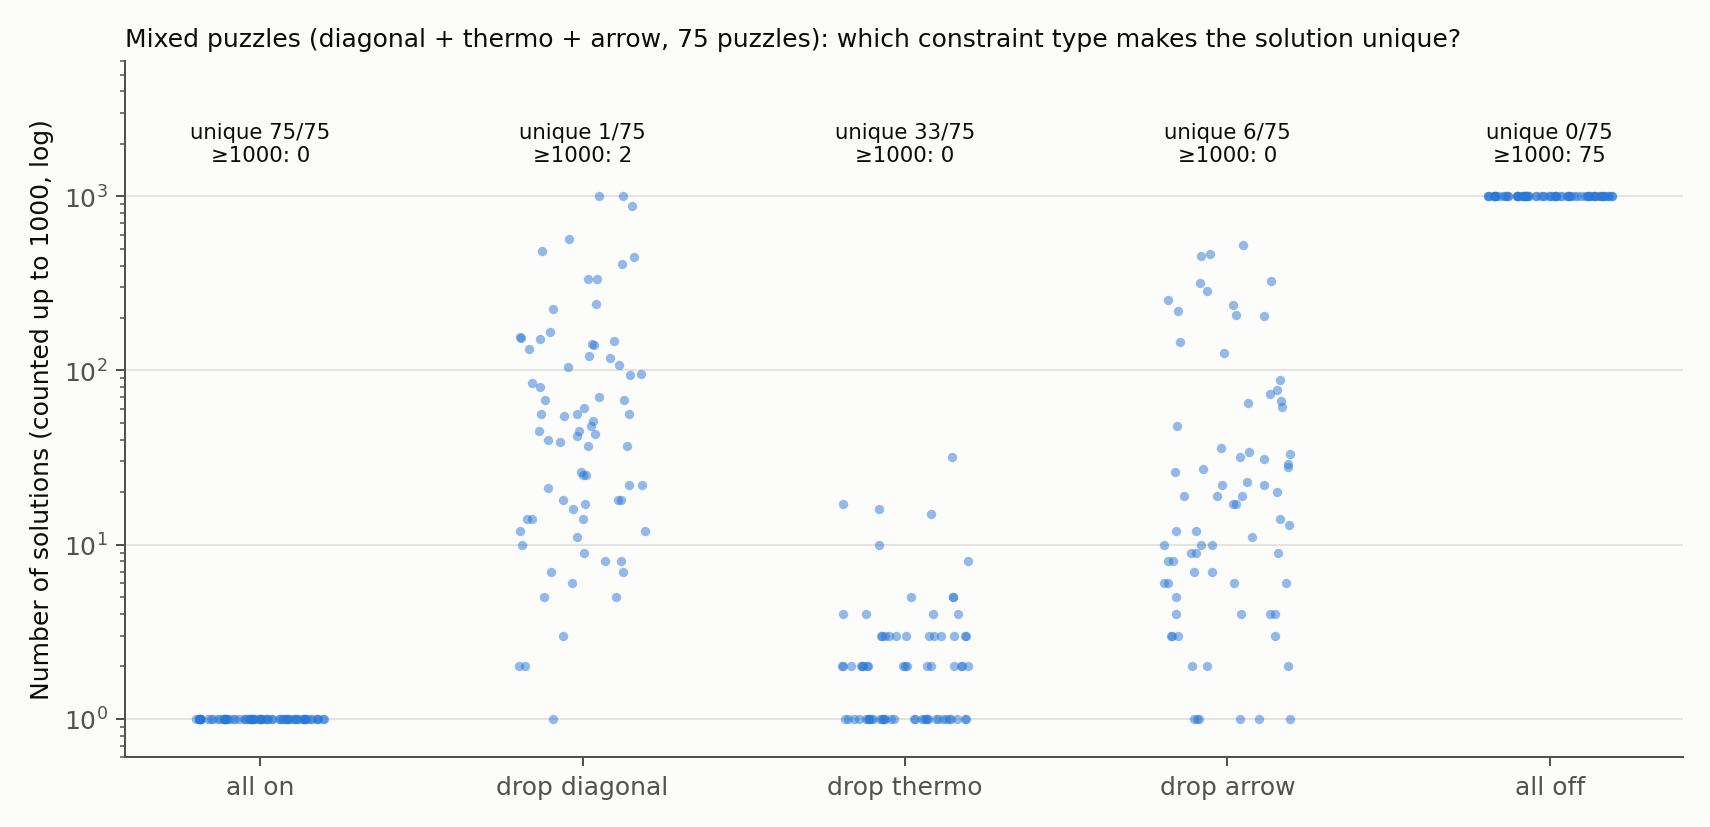 Mixed puzzles (diagonal + thermo + arrow, 75 puzzles): which constraint type makes the solution unique?
Number of solutions (counted up to 1000, log)
unique 75/75
≥1000: 0
unique 1/75
≥1000: 2
unique 33/75
≥1000: 0
unique 6/75
≥1000: 0
unique 0/75
≥1000: 75
10³
10²
10¹
10⁰
all on
drop diagonal
drop thermo
drop arrow
all off